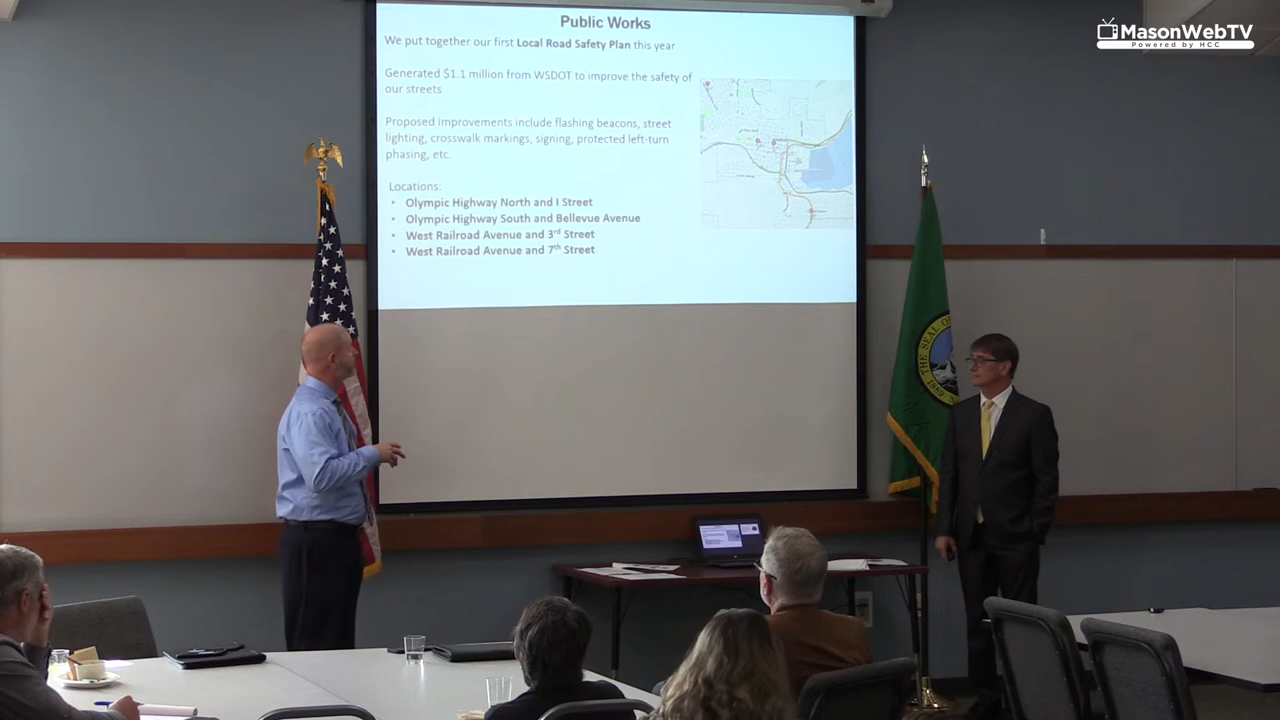 MasonWebTV
Powered by HCC
Public Works
We put together our first Local Road Safety Plan this year
Generated $1.1 million from WSDOT to improve the safety of
our streets
Proposed improvements include flashing beacons, street
lighting, crosswalk markings, signing, protected left-turn
phasing, etc.
Locations:
• Olympic Highway North and I Street
• Olympic Highway South and Bellevue Avenue
• West Railroad Avenue and 3rd Street
• West Railroad Avenue and 7th Street
THE SEAL O
1889